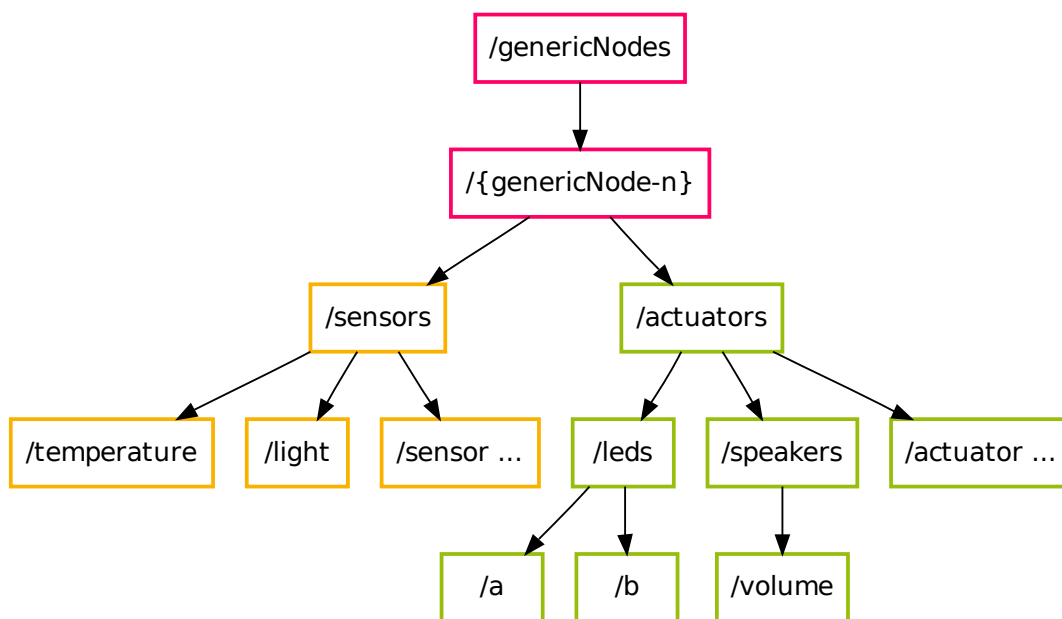 /genericNodes
/{genericNode-n}
/sensors
/actuators
/temperature
/light
/sensor ...
/leds
/speakers
/actuator ...
/a
/b
/volume